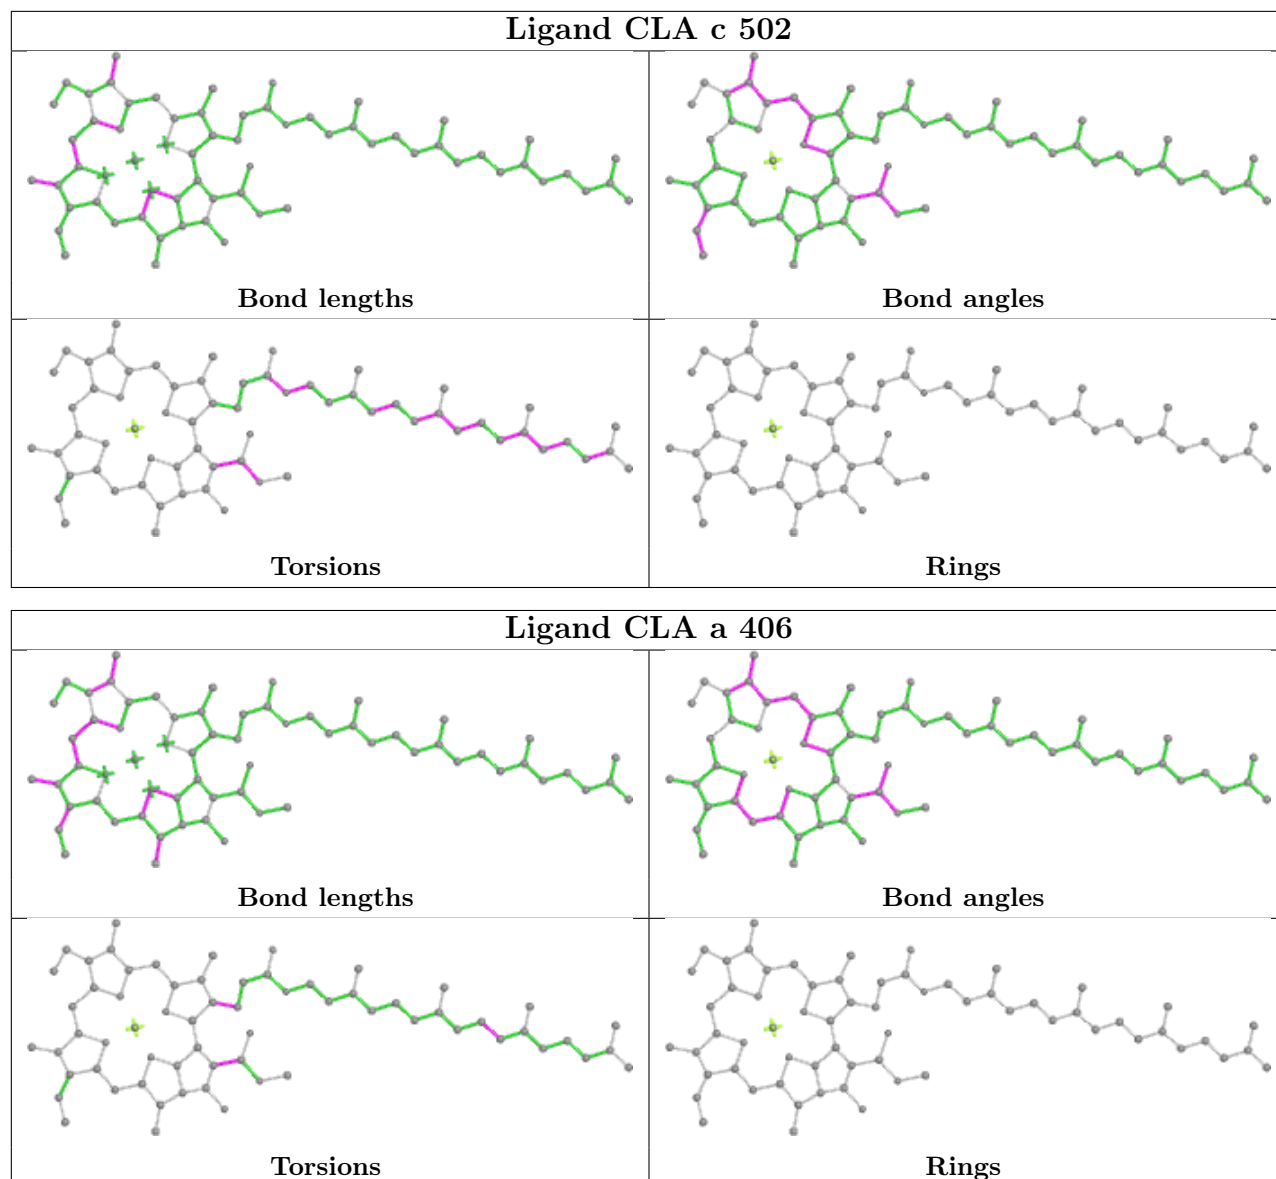 Ligand CLA c 502
Bond lengths
Bond angles
Torsions
Rings
Ligand CLA a 406
Bond lengths
Bond angles
Torsions
Rings